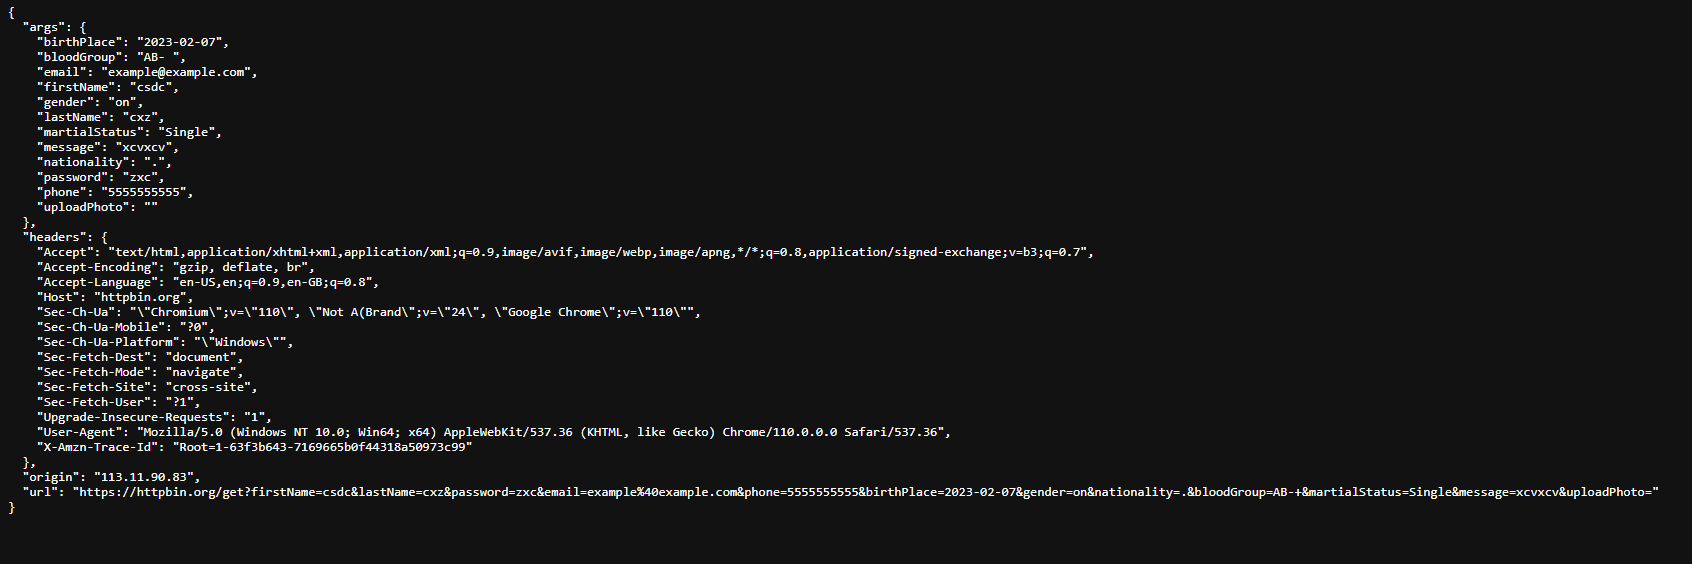 {
  "args": {
    "birthPlace": "2023-02-07",
    "bloodGroup": "AB- ",
    "email": "example@example.com",
    "firstName": "csdc",
    "gender": "on",
    "lastName": "cxz",
    "martialStatus": "Single",
    "message": "xcvxcv",
    "nationality": ".",
    "password": "zxc",
    "phone": "5555555555",
    "uploadPhoto": ""
  },
  "headers": {
    "Accept": "text/html,application/xhtml+xml,application/xml;q=0.9,image/avif,image/webp,image/apng,*/*;q=0.8,application/signed-exchange;v=b3;q=0.7",
    "Accept-Encoding": "gzip, deflate, br",
    "Accept-Language": "en-US,en;q=0.9,en-GB;q=0.8",
    "Host": "httpbin.org",
    "Sec-Ch-Ua": "\"Chromium\";v=\"110\", \"Not A(Brand\";v=\"24\", \"Google Chrome\";v=\"110\"",
    "Sec-Ch-Ua-Mobile": "?0",
    "Sec-Ch-Ua-Platform": "\"Windows\"",
    "Sec-Fetch-Dest": "document",
    "Sec-Fetch-Mode": "navigate",
    "Sec-Fetch-Site": "cross-site",
    "Sec-Fetch-User": "?1",
    "Upgrade-Insecure-Requests": "1",
    "User-Agent": "Mozilla/5.0 (Windows NT 10.0; Win64; x64) AppleWebKit/537.36 (KHTML, like Gecko) Chrome/110.0.0.0 Safari/537.36",
    "X-Amzn-Trace-Id": "Root=1-63f3b643-7169665b0f44318a50973c99"
  },
  "origin": "113.11.90.83",
  "url": "https://httpbin.org/get?firstName=csdc&lastName=cxz&password=zxc&email=example%40example.com&phone=5555555555&birthPlace=2023-02-07&gender=on&nationality=.&bloodGroup=AB-+&martialStatus=Single&message=xcvxcv&uploadPhoto="
}